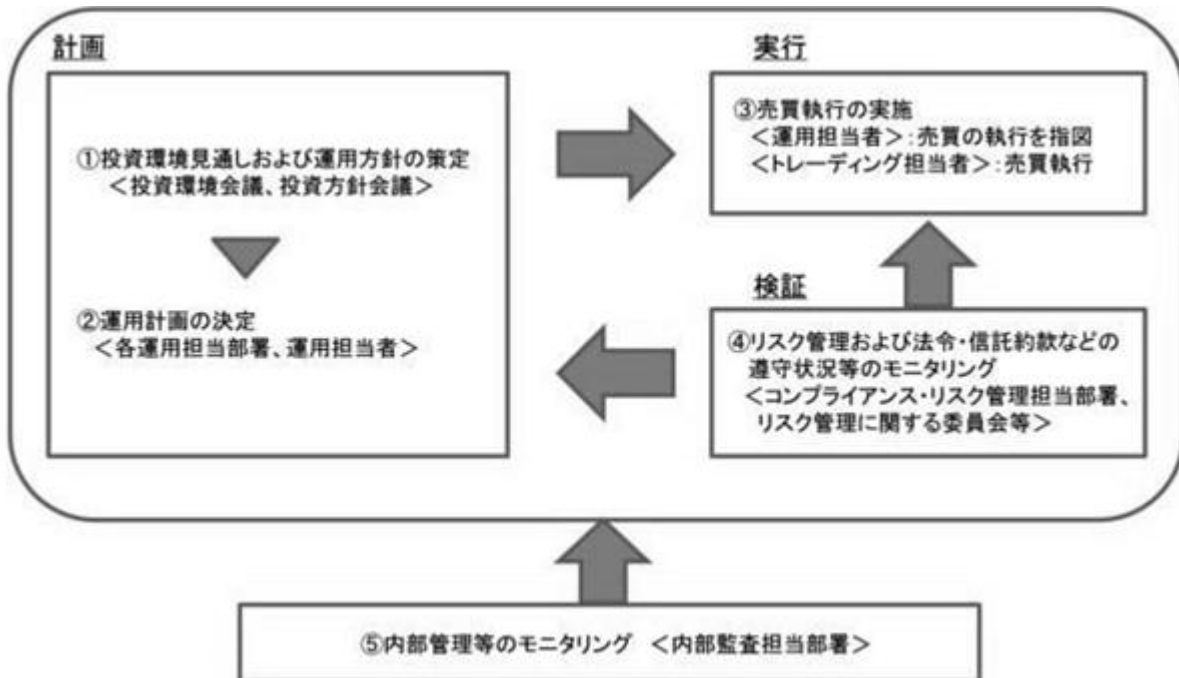 計画
①投資環境見通しおよび運用方針の策定
＜投資環境会議、投資方針会議＞
②運用計画の決定
＜各運用担当部署、運用担当者＞
実行
③売買執行の実施
＜運用担当者＞：売買の執行を指図
＜トレーディング担当者＞：売買執行
検証
④リスク管理および法令・信託約款などの
遵守状況等のモニタリング
＜コンプライアンス・リスク管理担当部署、
リスク管理に関する委員会等＞
⑤内部管理等のモニタリング ＜内部監査担当部署＞